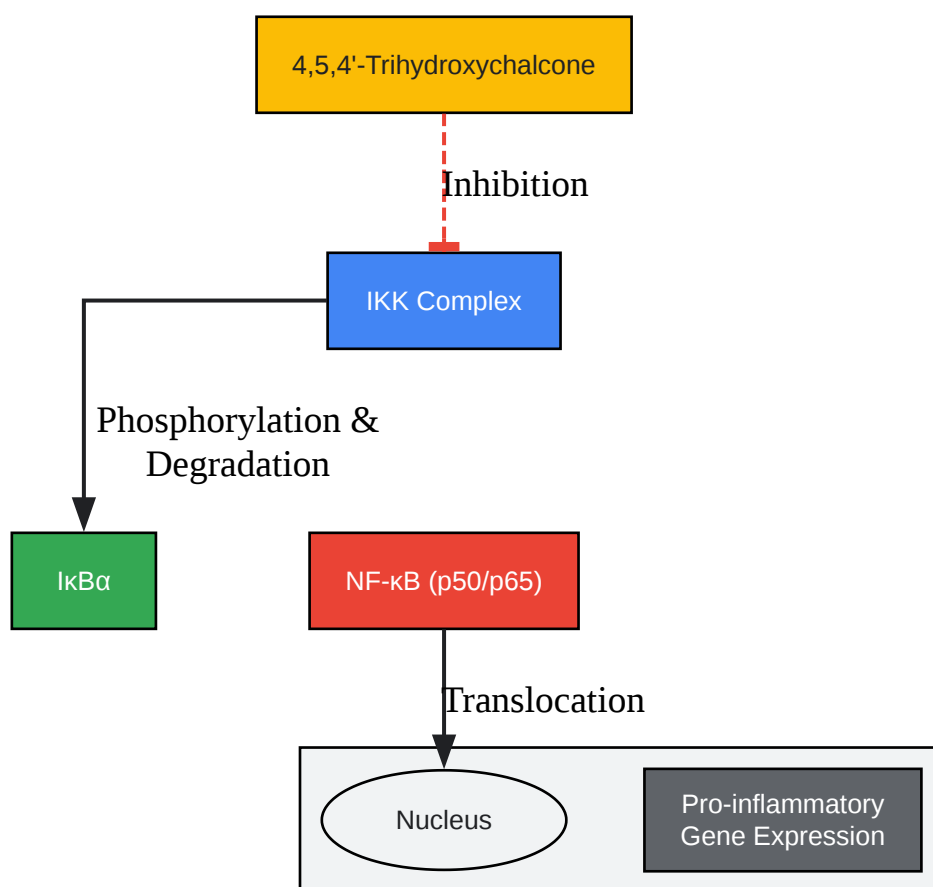 4,5,4'-Trihydroxychalcone
Inhibition
IKK Complex
Phosphorylation &
Degradation
IκBα
NF-κB (p50/p65)
Translocation
Nucleus
Pro-inflammatory
Gene Expression